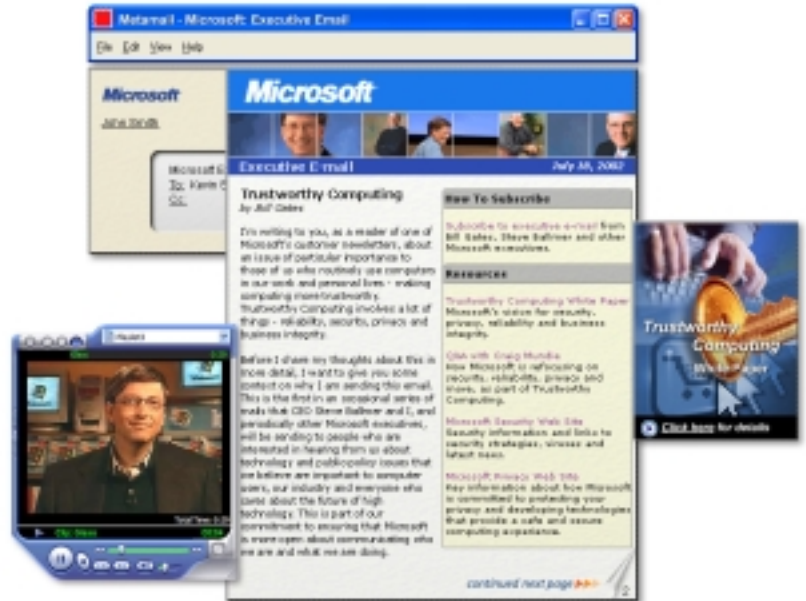 Metamail - Microsoft: Executive Email
File Edit View Help
Microsoft
Microsoft
John Smith
Microsoft E
To: Kevin
Cc:
Executive E-mail
July 18, 2002
Trustworthy Computing
by Bill Gates
I'm writing to you, as a reader of one of
Microsoft's customer newsletters, about
an issue of particular importance to
those of us who routinely use computers
in our work and personal lives - making
computing more trustworthy.
Trustworthy Computing involves a lot of
things - reliability, security, privacy and
business integrity.
Before I share my thoughts about this in
more detail, I want to give you some
context on why I am sending this email.
This is the first in an occasional series of
mails that CEO Steve Ballmer and I, and
periodically other Microsoft executives,
will be sending to people who are
interested in hearing from us about
technology and public policy issues that
we believe are important to computer
users, our industry and everyone who
cares about the future of high
technology. This is part of our
commitment to ensuring that Microsoft
is more open about communicating who
we are and what we are doing.
How To Subscribe
Subscribe to executive e-mail from
Bill Gates, Steve Ballmer and other
Microsoft executives.
Resources
Trustworthy Computing White Paper
Microsoft's vision for security,
privacy, reliability and business
integrity.
Q&A with Craig Mundie
How Microsoft is refocusing on
security, reliability, privacy and
more, as part of Trustworthy
Computing.
Microsoft Security Web Site
Security information and links to
security strategies, viruses and
latest news.
Microsoft Privacy Web Site
Key information about how Microsoft
is committed to protecting your
privacy and developing technologies
that provide a safe and secure
computing experience.
continued next page
2
Trustworthy
Computing
White Paper
Click here for details
Total Time:
Clip: